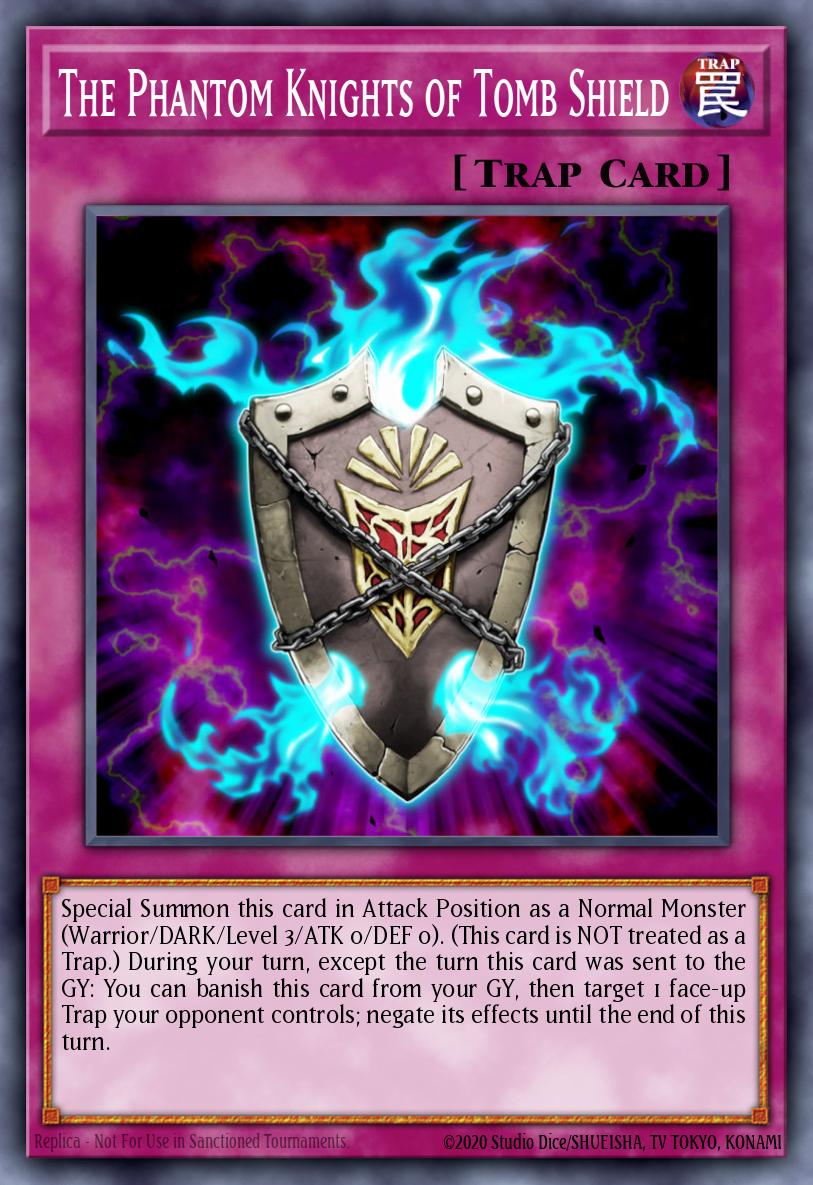 The Phantom Knights of Tomb Shield
TRAP
罠
[Trap Card]
Special Summon this card in Attack Position as a Normal Monster
(Warrior/DARK/Level 3/ATK 0/DEF 0). (This card is NOT treated as a
Trap.) During your turn, except the turn this card was sent to the
GY: You can banish this card from your GY, then target 1 face-up
Trap your opponent controls; negate its effects until the end of this
turn.
Replica - Not For Use in Sanctioned Tournaments.
©2020 Studio Dice/SHUEISHA, TV TOKYO, KONAMI